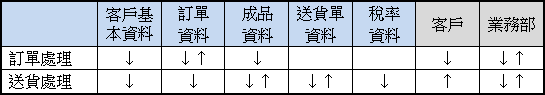 客戶基本資料 訂單資料 成品資料 送貨單資料 稅率資料 客戶 業務部
訂單處理 ↓ ↓↑ ↓ ↓ ↓↑
送貨處理 ↓ ↓ ↓↑ ↓↑ ↓ ↑ ↓↑